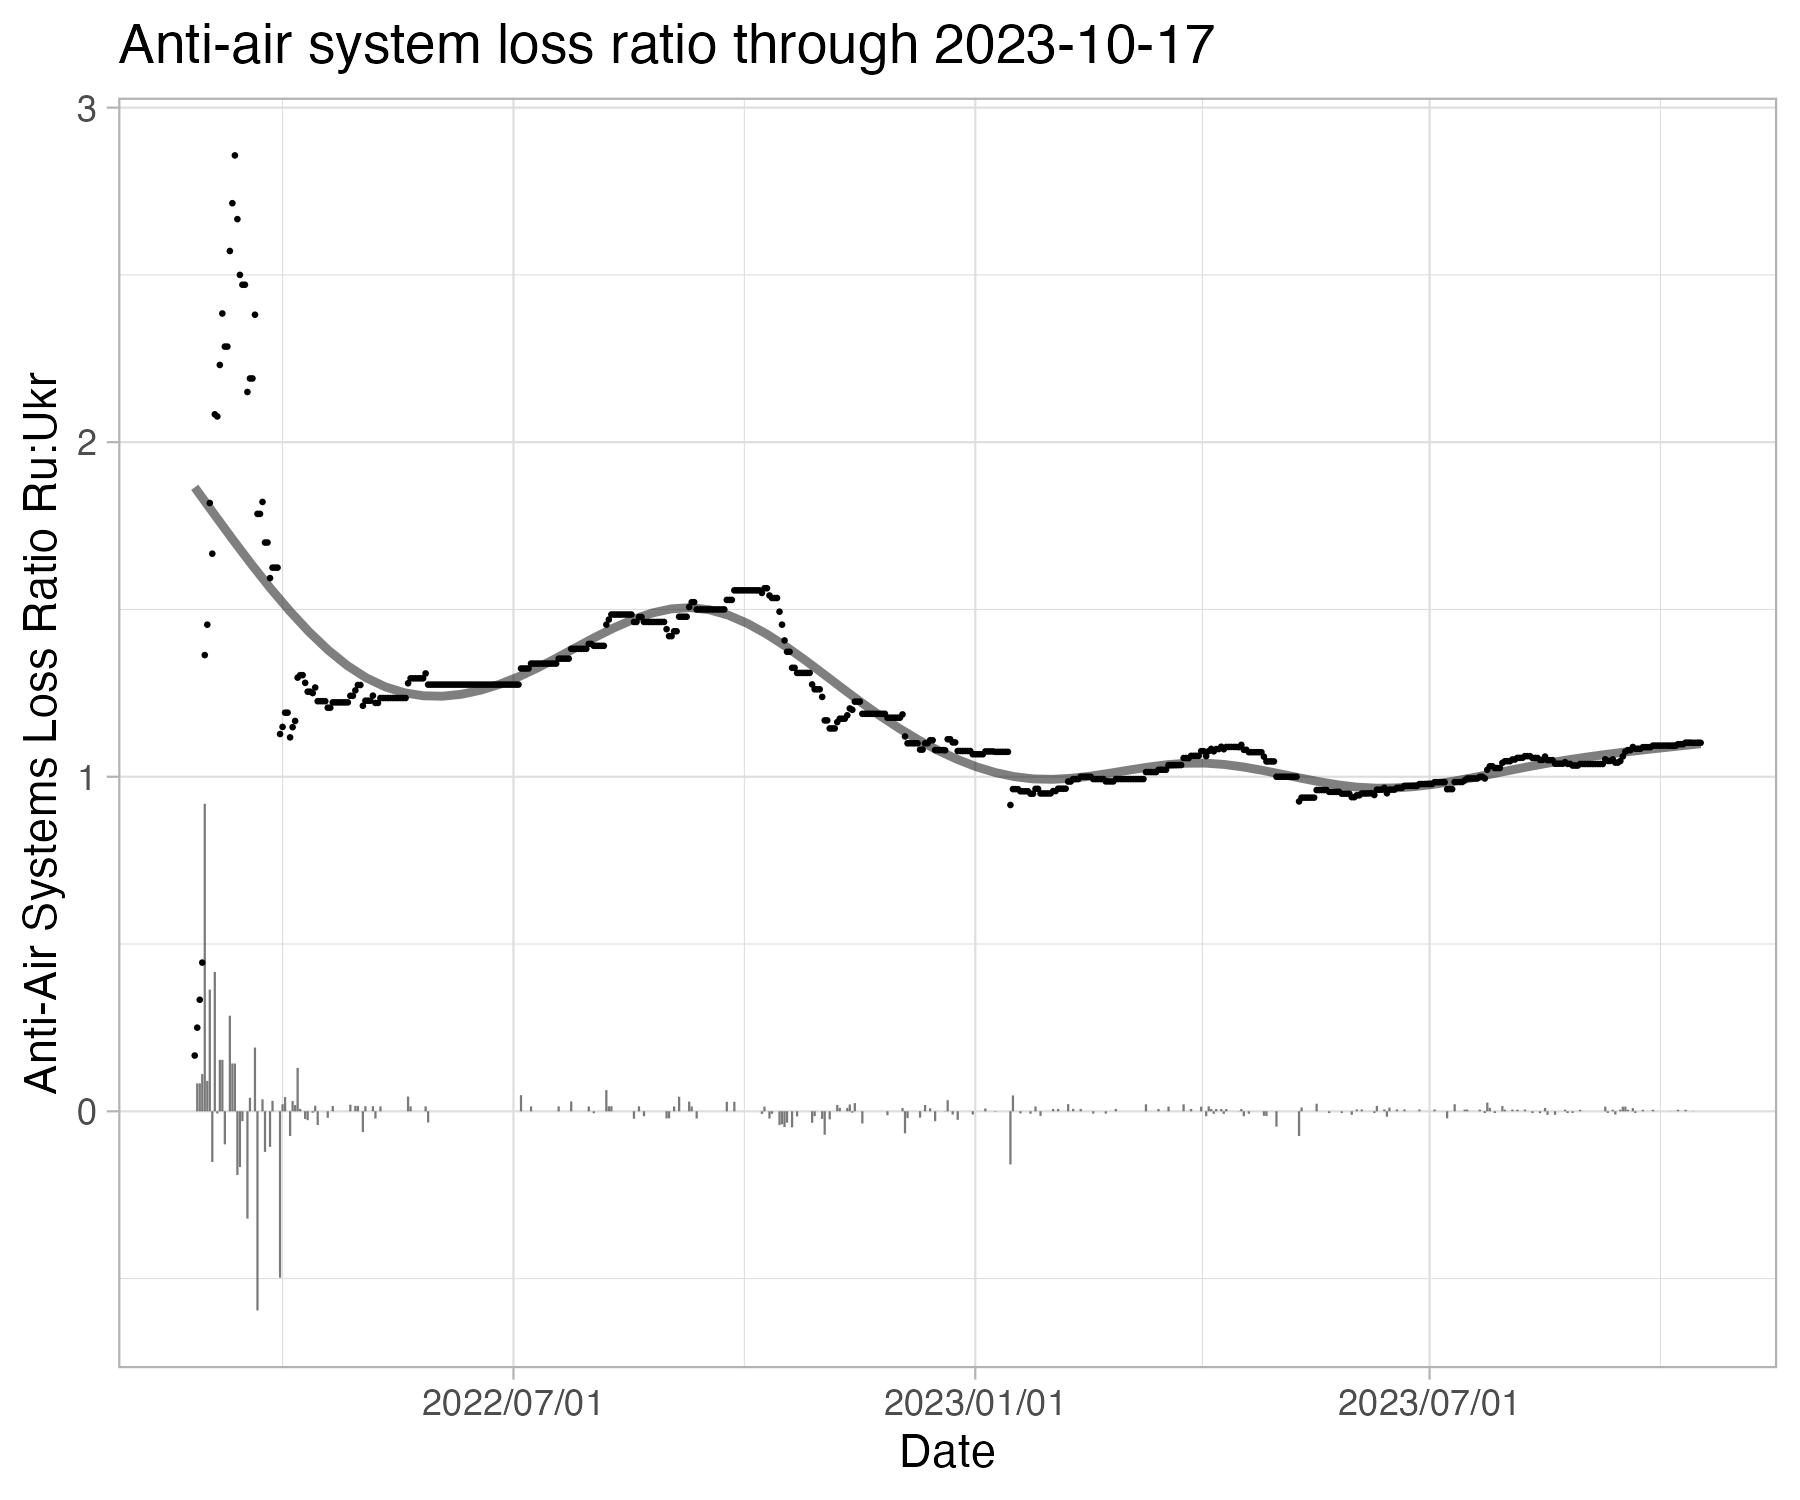 Anti-air system loss ratio through 2023-10-17
Anti-Air Systems Loss Ratio Ru:Ukr
3
2
1
0
2022/07/01
2023/01/01
2023/07/01
Date